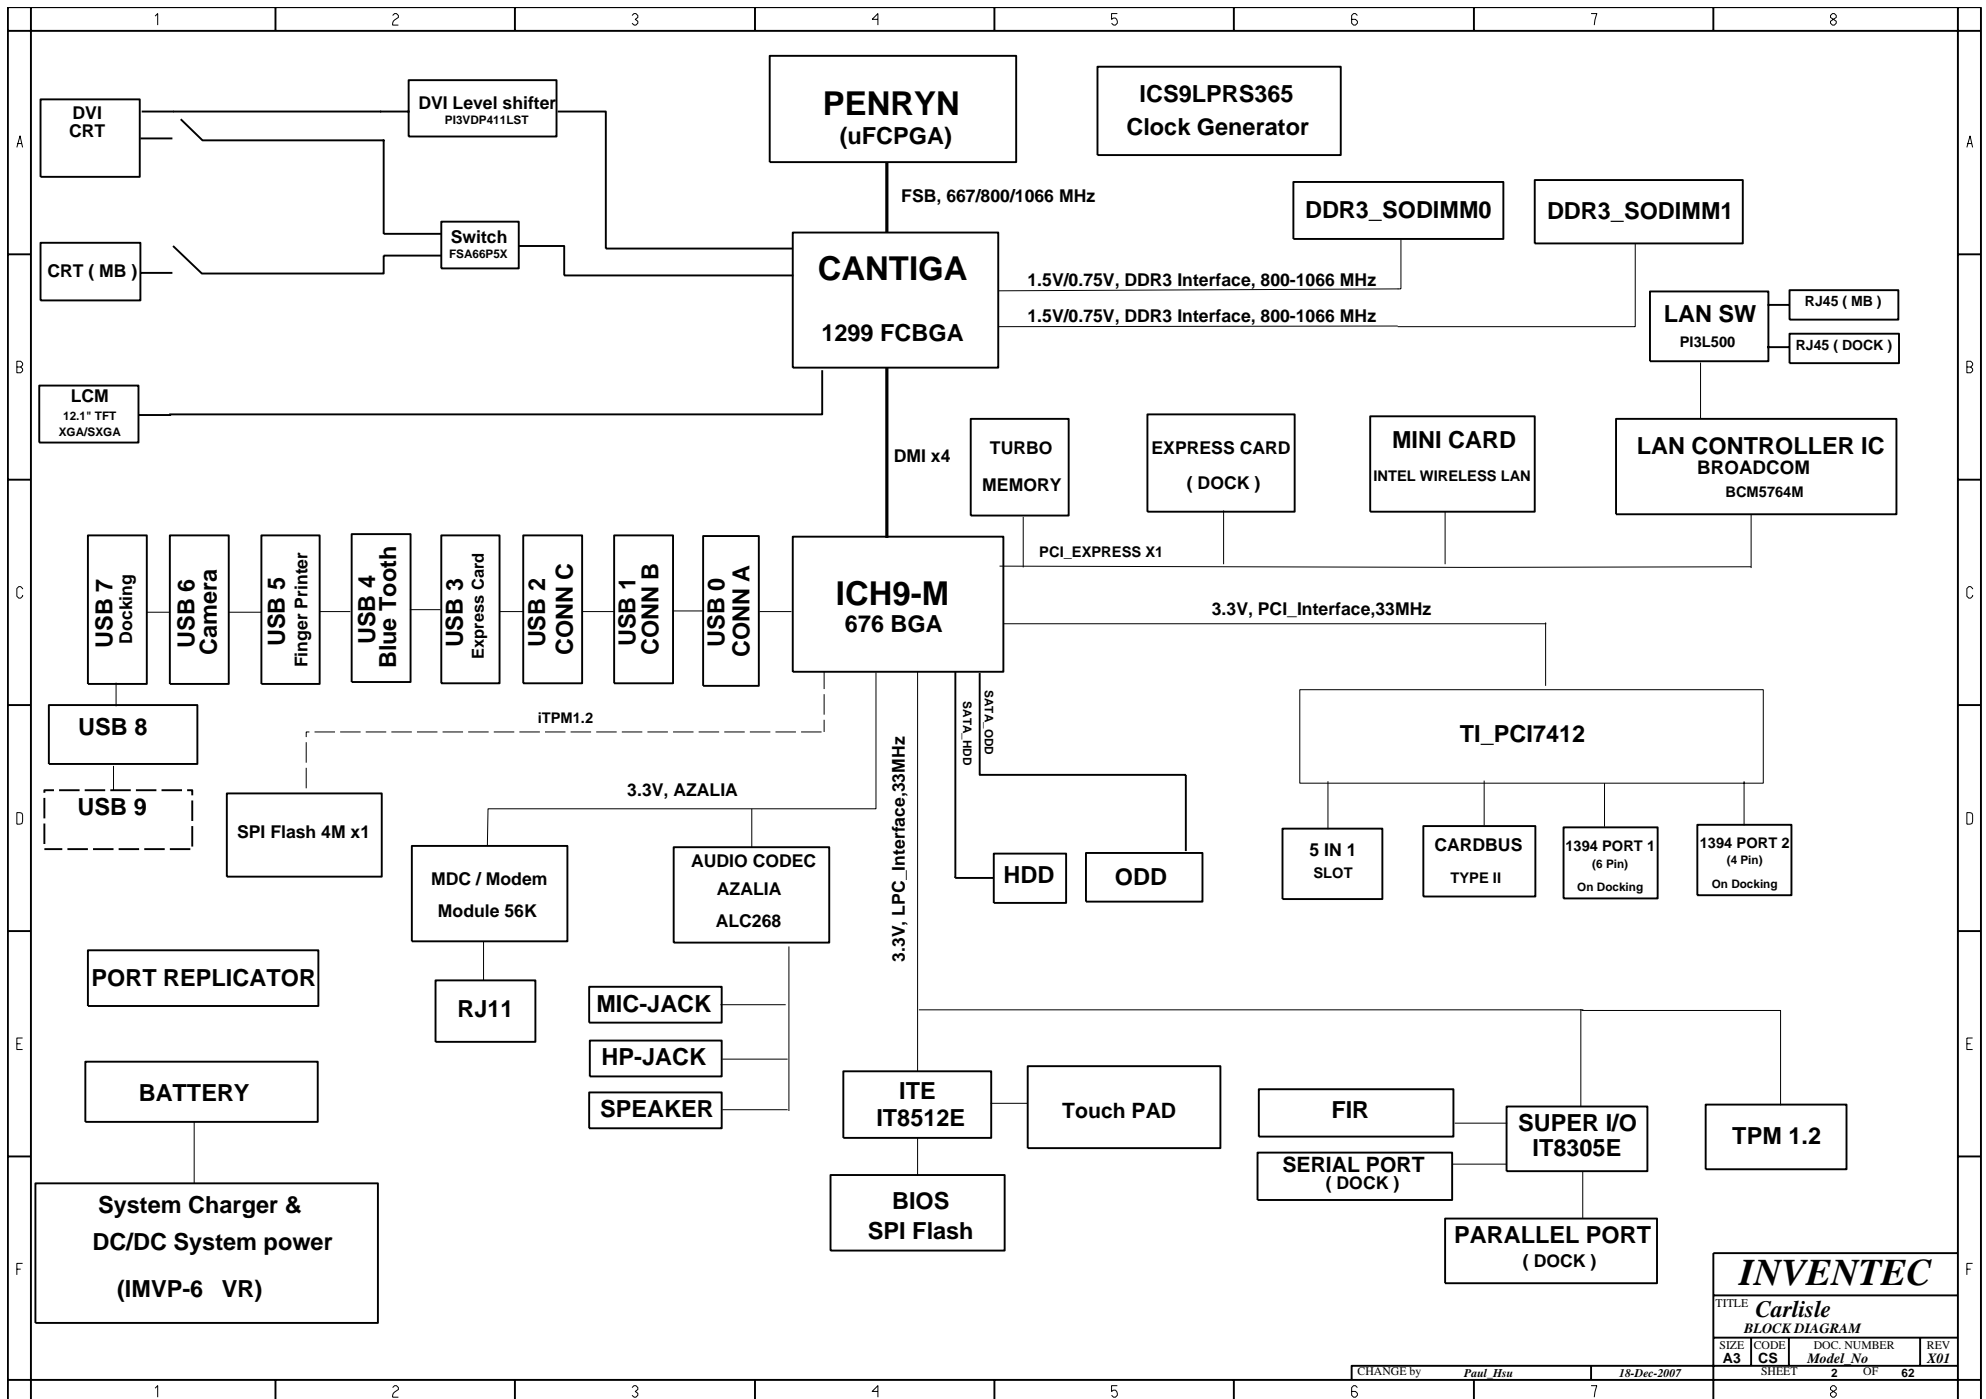 1 2 3 4 5 6 7 8
A
B
C
D
E
F
A
B
C
D
E
F
DVI
CRT
DVI Level shifter
PI3VDP411LST
PENRYN
(uFCPGA)
ICS9LPRS365
Clock Generator
FSB, 667/800/1066 MHz
DDR3_SODIMM0
DDR3_SODIMM1
CRT ( MB )
Switch
FSA66P5X
CANTIGA
1299 FCBGA
1.5V/0.75V, DDR3 Interface, 800-1066 MHz
1.5V/0.75V, DDR3 Interface, 800-1066 MHz
LAN SW
PI3L500
RJ45 ( MB )
RJ45 ( DOCK )
LCM
12.1" TFT
XGA/SXGA
DMI x4
TURBO
MEMORY
EXPRESS CARD
( DOCK )
MINI CARD
INTEL WIRELESS LAN
LAN CONTROLLER IC
BROADCOM
BCM5764M
USB 7
Docking
USB 6
Camera
USB 5
Finger Printer
USB 4
Blue Tooth
USB 3
Express Card
USB 2
CONN C
USB 1
CONN B
USB 0
CONN A
ICH9-M
676 BGA
PCI_EXPRESS X1
3.3V, PCI_Interface,33MHz
USB 8
USB 9
iTPM1.2
SPI Flash 4M x1
3.3V, AZALIA
3.3V, LPC_Interface,33MHz
SATA_HDD
SATA_ODD
TI_PCI7412
MDC / Modem
Module 56K
AUDIO CODEC
AZALIA
ALC268
HDD
ODD
5 IN 1
SLOT
CARDBUS
TYPE II
1394 PORT 1
(6 Pin)
On Docking
1394 PORT 2
(4 Pin)
On Docking
PORT REPLICATOR
RJ11
MIC-JACK
HP-JACK
SPEAKER
BATTERY
ITE
IT8512E
Touch PAD
FIR
SERIAL PORT
( DOCK )
SUPER I/O
IT8305E
TPM 1.2
System Charger &
DC/DC System power
(IMVP-6 VR)
BIOS
SPI Flash
PARALLEL PORT
( DOCK )
INVENTEC
TITLE Carlisle
BLOCK DIAGRAM
SIZE CODE DOC. NUMBER REV
A3 CS Model_No X01
CHANGE by Paul_Hsu 18-Dec-2007 SHEET 2 OF 62
1 2 3 4 5 6 7 8